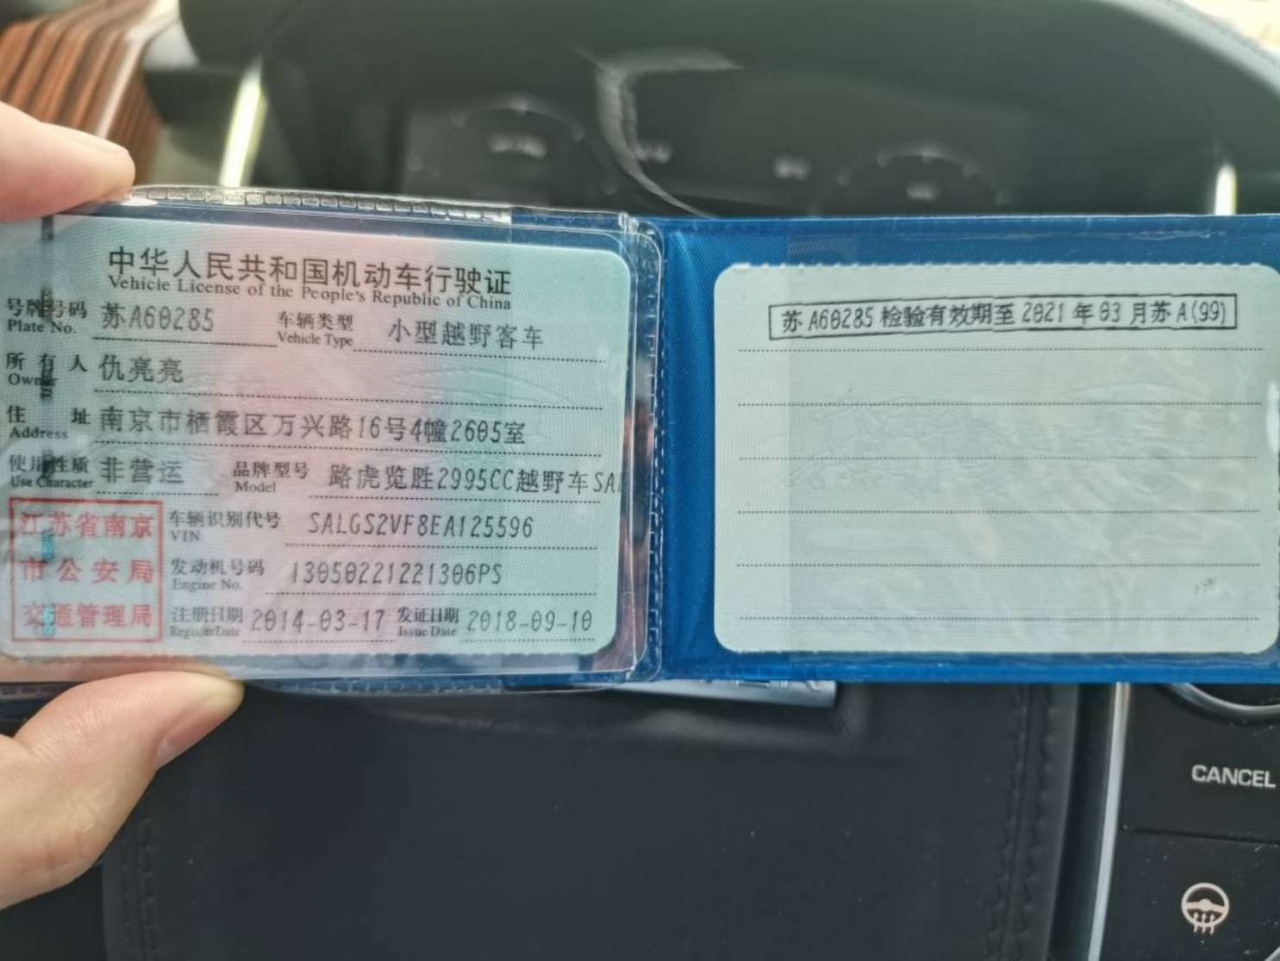 中华人民共和国机动车行驶证
Vehicle License of the People's Republic of China
号牌号码 苏A60285 车辆类型 小型越野客车
Plate No. Vehicle Type
所有人 仇亮亮
Owner
住址 南京市栖霞区万兴路16号4幢2605室
Address
使用性质 非营运 品牌型号 路虎览胜2995CC越野车SA
Use Character Model
江苏省南京
市公安局
交通管理局
车辆识别代号 SALGS2VF8EA125596
VIN
发动机号码 13050221221306PS
Engine No.
注册日期 2014-03-17 发证日期 2018-09-10
Register Date Issue Date
苏A60285检验有效期至2021年03月苏A(99)
CANCEL